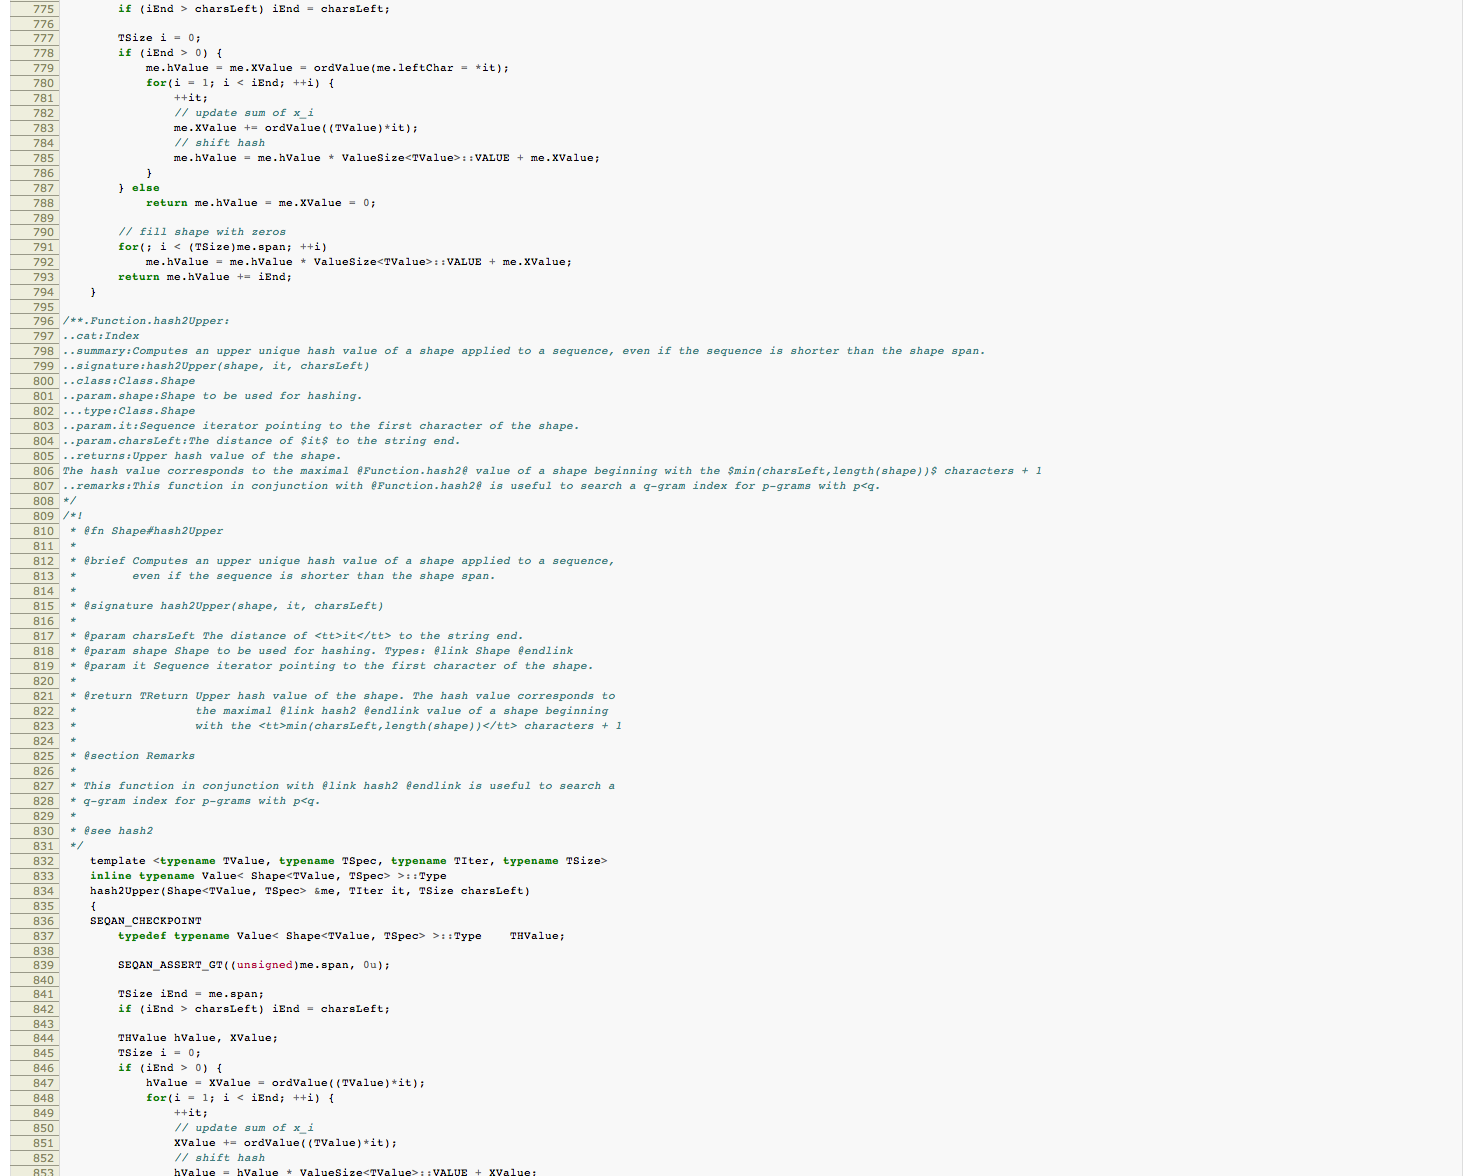 775         if (iEnd > charsLeft) iEnd = charsLeft;
776
777         TSize i = 0;
778         if (iEnd > 0) {
779             me.hValue = me.XValue = ordValue(me.leftChar = *it);
780             for(i = 1; i < iEnd; ++i) {
781                 ++it;
782                 // update sum of x_i
783                 me.XValue += ordValue((TValue)*it);
784                 // shift hash
785                 me.hValue = me.hValue * ValueSize<TValue>::VALUE + me.XValue;
786             }
787         } else
788             return me.hValue = me.XValue = 0;
789
790         // fill shape with zeros
791         for(; i < (TSize)me.span; ++i)
792             me.hValue = me.hValue * ValueSize<TValue>::VALUE + me.XValue;
793         return me.hValue += iEnd;
794     }
795
796 /**.Function.hash2Upper:
797 ..cat:Index
798 ..summary:Computes an upper unique hash value of a shape applied to a sequence, even if the sequence is shorter than the shape span.
799 ..signature:hash2Upper(shape, it, charsLeft)
800 ..class:Class.Shape
801 ..param.shape:Shape to be used for hashing.
802 ...type:Class.Shape
803 ..param.it:Sequence iterator pointing to the first character of the shape.
804 ..param.charsLeft:The distance of $it$ to the string end.
805 ..returns:Upper hash value of the shape.
806 The hash value corresponds to the maximal @Function.hash2@ value of a shape beginning with the $min(charsLeft,length(shape))$ characters + 1
807 ..remarks:This function in conjunction with @Function.hash2@ is useful to search a q-gram index for p-grams with p<q.
808 */
809 /*!
810  * @fn Shape#hash2Upper
811  *
812  * @brief Computes an upper unique hash value of a shape applied to a sequence,
813  *        even if the sequence is shorter than the shape span.
814  *
815  * @signature hash2Upper(shape, it, charsLeft)
816  *
817  * @param charsLeft The distance of <tt>it</tt> to the string end.
818  * @param shape Shape to be used for hashing. Types: @link Shape @endlink
819  * @param it Sequence iterator pointing to the first character of the shape.
820  *
821  * @return TReturn Upper hash value of the shape. The hash value corresponds to
822  *                 the maximal @link hash2 @endlink value of a shape beginning
823  *                 with the <tt>min(charsLeft,length(shape))</tt> characters + 1
824  *
825  * @section Remarks
826  *
827  * This function in conjunction with @link hash2 @endlink is useful to search a
828  * q-gram index for p-grams with p<q.
829  *
830  * @see hash2
831  */
832     template <typename TValue, typename TSpec, typename TIter, typename TSize>
833     inline typename Value< Shape<TValue, TSpec> >::Type
834     hash2Upper(Shape<TValue, TSpec> &me, TIter it, TSize charsLeft)
835     {
836     SEQAN_CHECKPOINT
837         typedef typename Value< Shape<TValue, TSpec> >::Type    THValue;
838
839         SEQAN_ASSERT_GT((unsigned)me.span, 0u);
840
841         TSize iEnd = me.span;
842         if (iEnd > charsLeft) iEnd = charsLeft;
843
844         THValue hValue, XValue;
845         TSize i = 0;
846         if (iEnd > 0) {
847             hValue = XValue = ordValue((TValue)*it);
848             for(i = 1; i < iEnd; ++i) {
849                 ++it;
850                 // update sum of x_i
851                 XValue += ordValue((TValue)*it);
852                 // shift hash
853                 hValue = hValue * ValueSize<TValue>::VALUE + XValue;